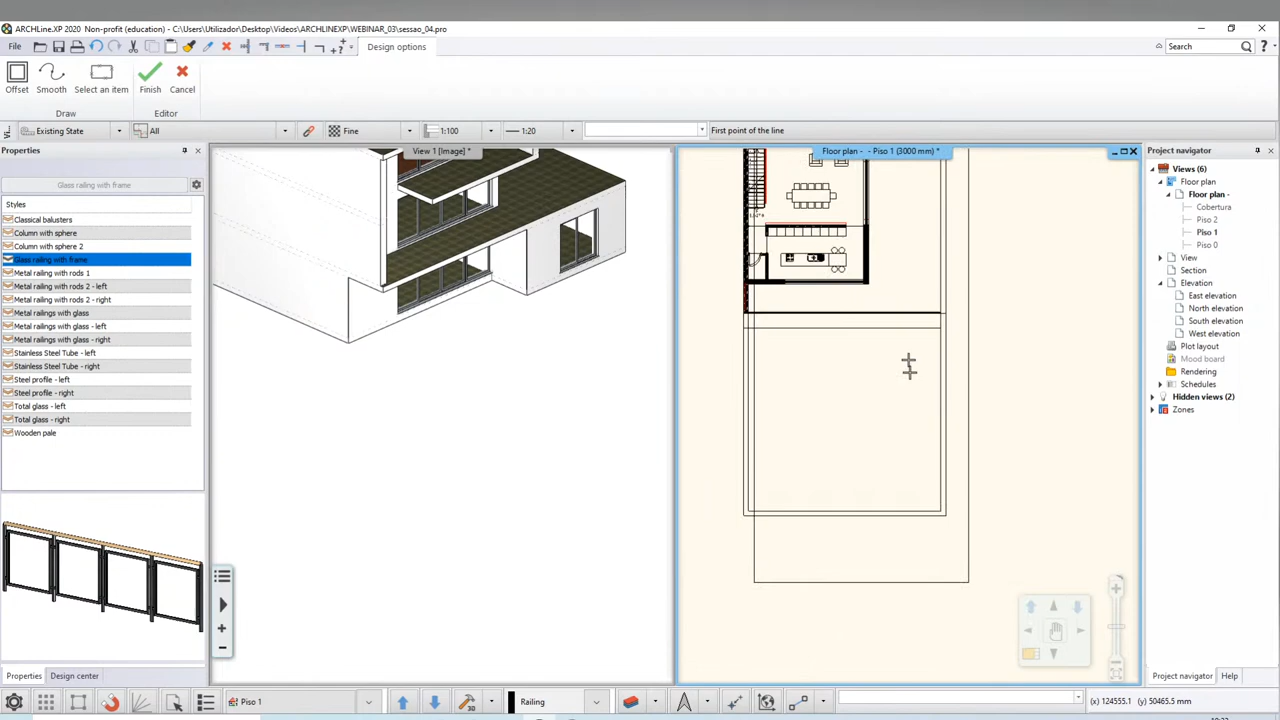 ARCHLine.XP 2020 Non-profit (education) - C:\Users\Utilizador\Desktop\Videos\ARCHLINEXP\WEBINAR_03\sessao_04.pro
File
Design options
Search
Offset
Smooth
Select an item
Finish
Cancel
Draw
Editor
Existing State
All
Fine
1:100
1:20
First point of the line
Properties
View 1 [Image] *
Floor plan - - Piso 1 (3000 mm) *
Project navigator
Glass railing with frame
Styles
Classical balusters
Column with sphere
Column with sphere 2
Glass railing with frame
Metal railing with rods 1
Metal railing with rods 2 - left
Metal railing with rods 2 - right
Metal railings with glass
Metal railings with glass - left
Metal railings with glass - right
Stainless Steel Tube - left
Stainless Steel Tube - right
Steel profile - left
Steel profile - right
Total glass - left
Total glass - right
Wooden pale
Views (6)
Floor plan
Floor plan -
Cobertura
Piso 2
Piso 1
Piso 0
View
Section
Elevation
East elevation
North elevation
South elevation
West elevation
Plot layout
Mood board
Rendering
Schedules
Hidden views (2)
Zones
Properties
Design center
Project navigator
Help
Piso 1
Railing
(x) 124555.1 (y) 50465.5 mm